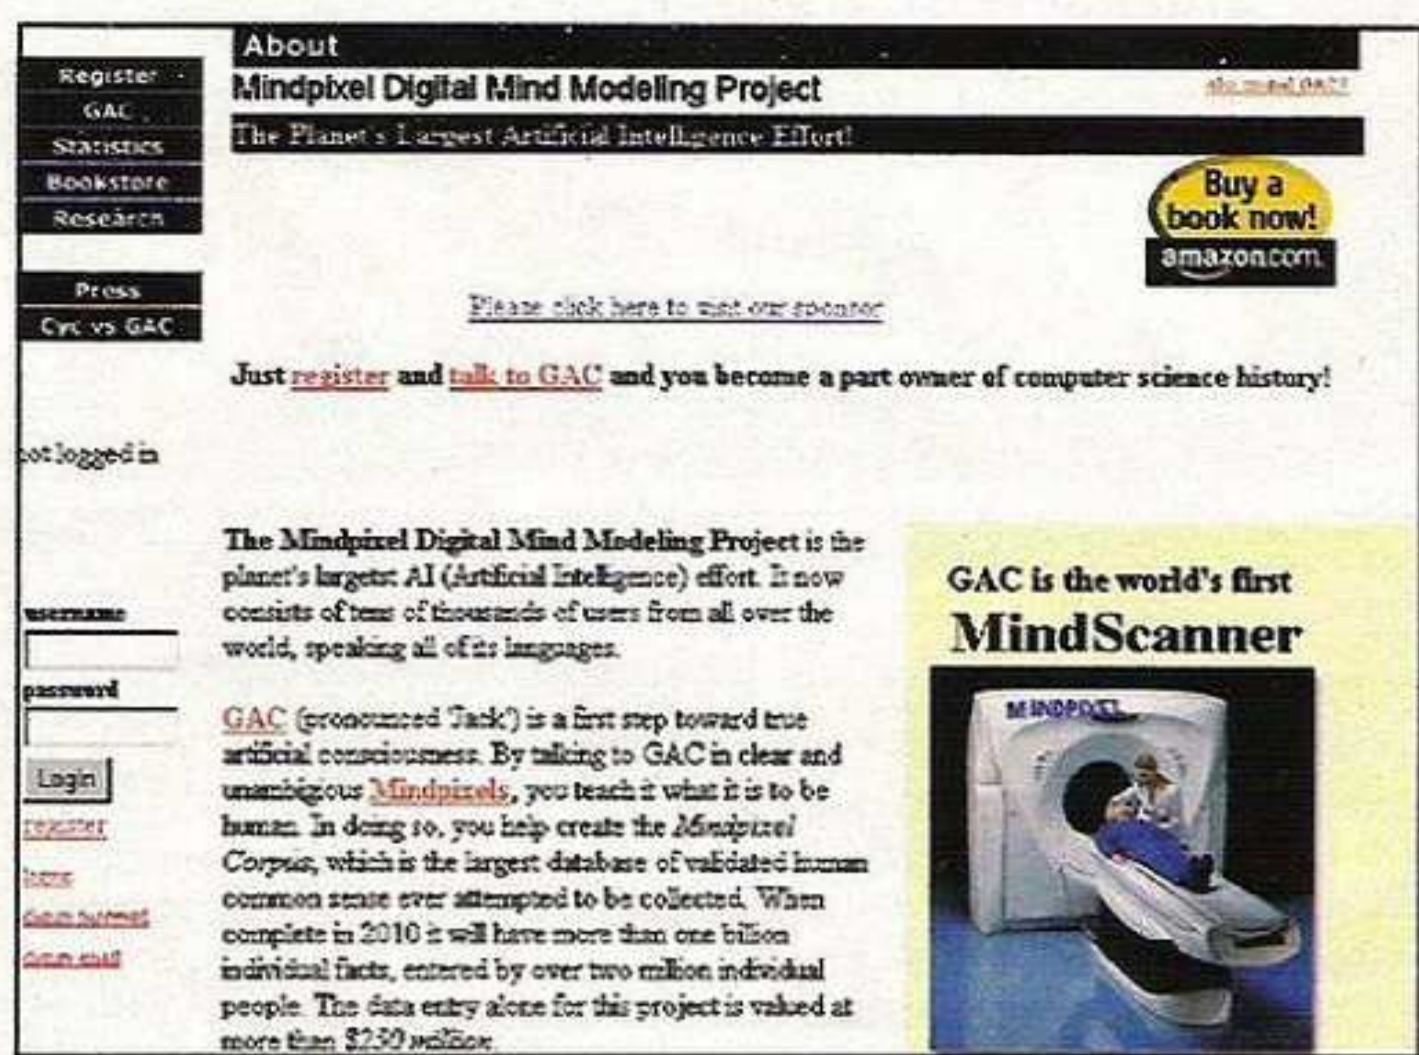 About
Mindpixel Digital Mind Modeling Project
The Planet's Largest Artificial Intelligence Effort!
Register
GAC
Statistics
Bookstore
Research
Press
Cyc vs GAC
Buy a
book now!
amazon.com.
Please click here to visit our sponsor
Just register and talk to GAC and you become a part owner of computer science history!
not logged in
username
password
Login
register
The Mindpixel Digital Mind Modeling Project is the
planet's largetst AI (Artificial Intelligence) effort. It now
consists of tens of thousands of users from all over the
world, speaking all of its languages.
GAC (pronounced 'Jack') is a first step toward true
artificial consciousness. By talking to GAC in clear and
unambigious Mindpixels, you teach it what it is to be
human. In doing so, you help create the Mindpixel
Corpus, which is the largest database of validated human
common sense ever attempted to be collected. When
complete in 2010 it will have more than one billion
individual facts, entered by over two million individual
people. The data entry alone for this project is valued at
more than $250 million.
GAC is the world's first
MindScanner
MINDPIXEL